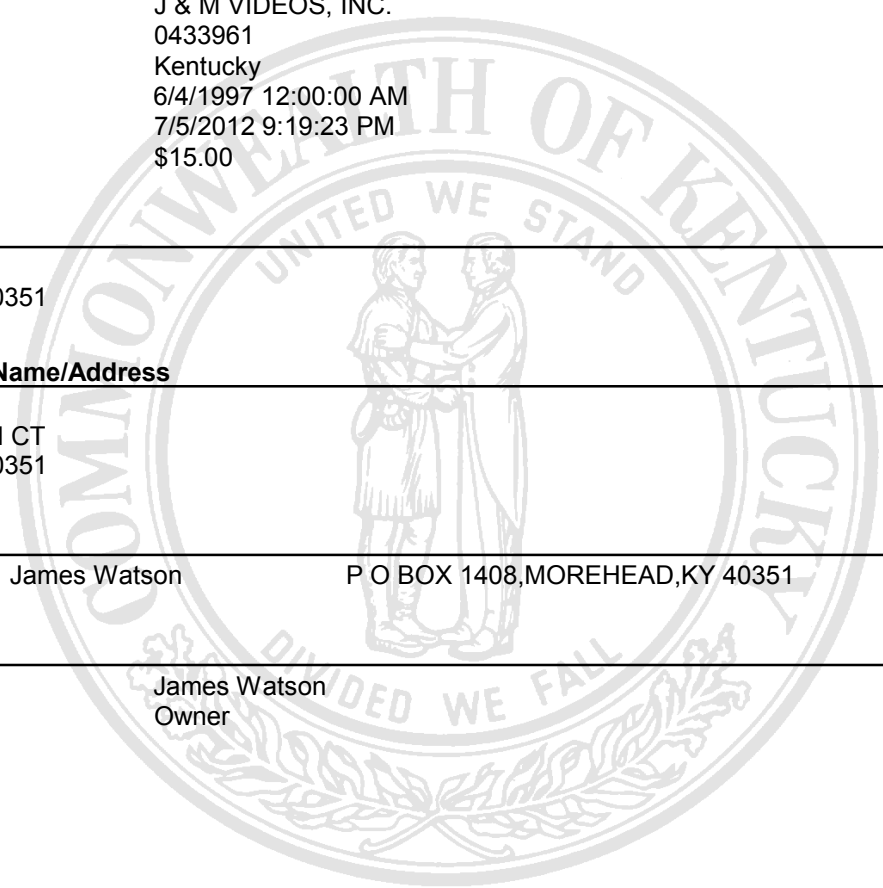 J & M VIDEOS, INC.
0433961
Kentucky
6/4/1997 12:00:00 AM
7/5/2012 9:19:23 PM
$15.00
0351
Name/Address
CT
0351
James Watson P O BOX 1408,MOREHEAD,KY 40351
James Watson
Owner
COMMONWEALTH OF KENTUCKY
UNITED WE STAND
DIVIDED WE FALL